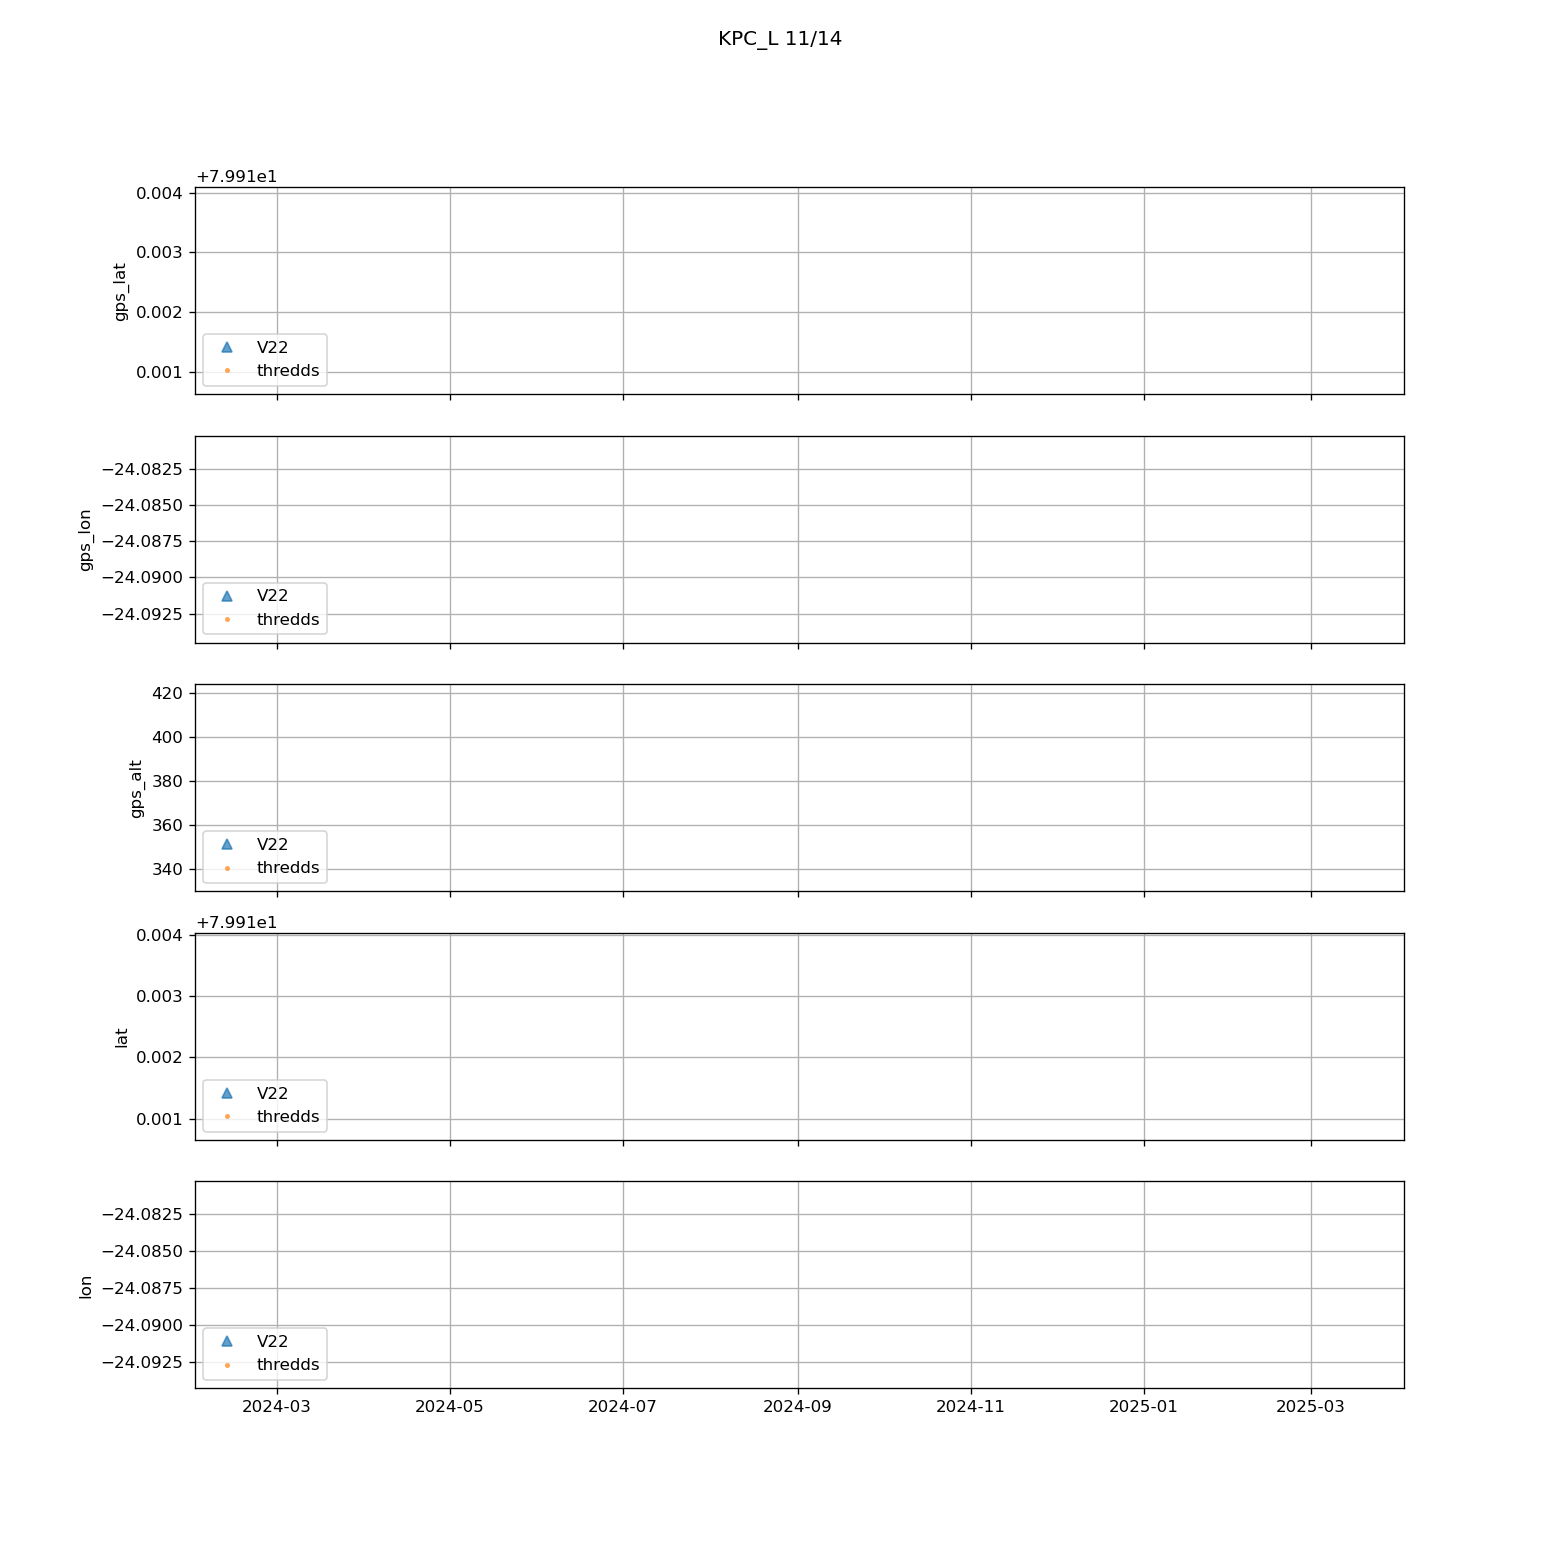 KPC_L 11/14
+7.991e1
0.004
0.003
0.002
0.001
gps_lat
V22
thredds
−24.0825
−24.0850
−24.0875
−24.0900
−24.0925
gps_lon
V22
thredds
420
400
380
360
340
gps_alt
V22
thredds
+7.991e1
0.004
0.003
0.002
0.001
lat
V22
thredds
−24.0825
−24.0850
−24.0875
−24.0900
−24.0925
lon
V22
thredds
2024-03 2024-05 2024-07 2024-09 2024-11 2025-01 2025-03